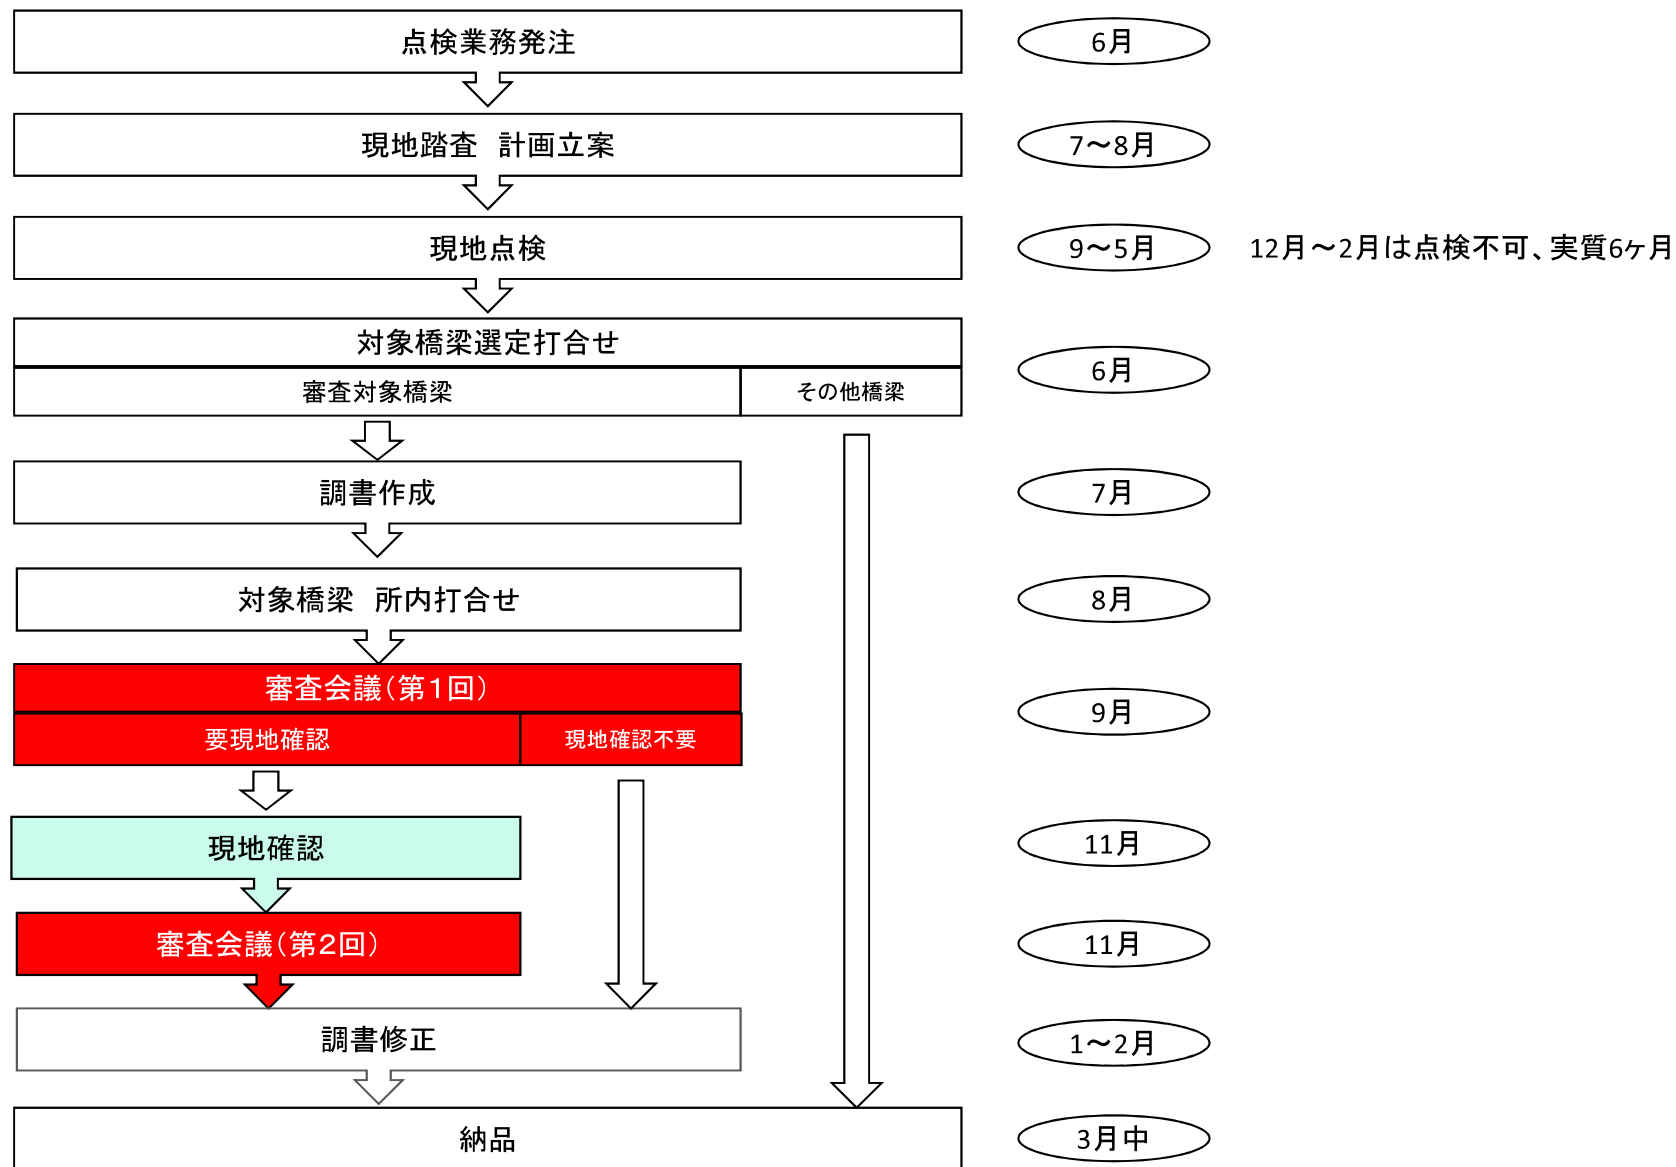 点検業務発注
6月
現地踏査　計画立案
7～8月
現地点検
9～5月
12月～2月は点検不可、実質6ヶ月
対象橋梁選定打合せ
6月
審査対象橋梁
その他橋梁
調書作成
7月
対象橋梁　所内打合せ
8月
審査会議（第１回）
9月
要現地確認
現地確認不要
現地確認
11月
審査会議（第２回）
11月
調書修正
1～2月
納品
3月中